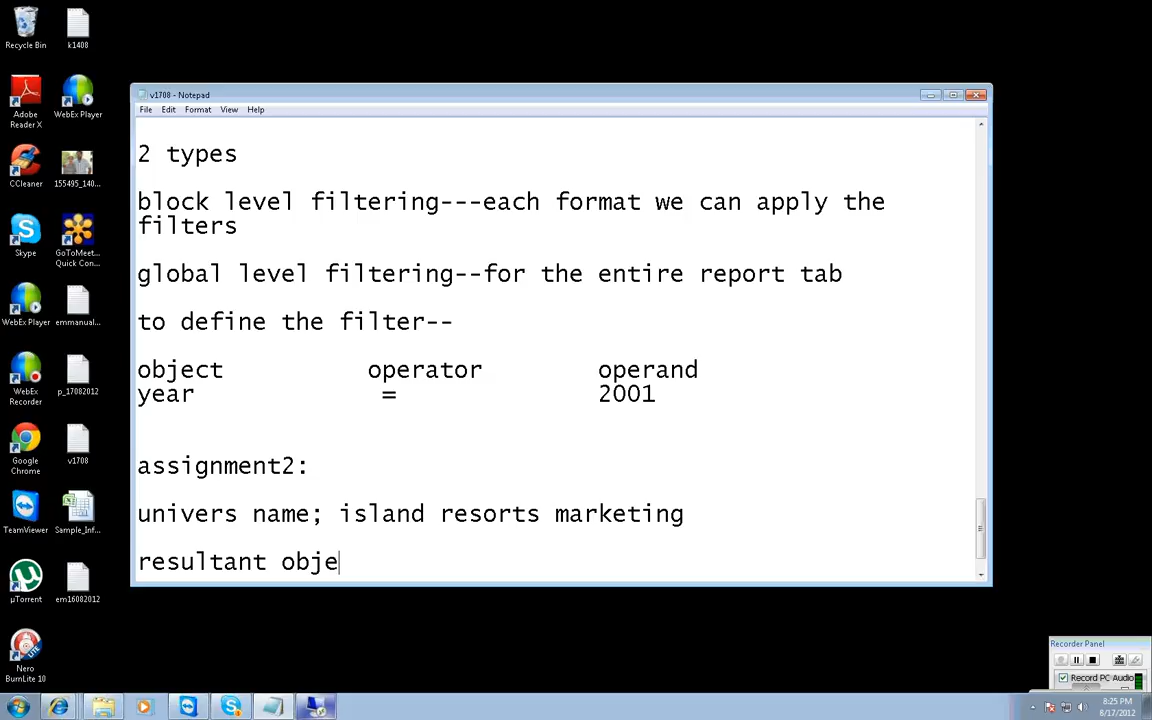 Recycle Bin
k1408
Adobe
Reader X
WebEx Player
CCleaner
155495_140...
Skype
GoToMeet...
Quick Con...
WebEx Player
emmanual...
WebEx
Recorder
p_17082012
Google
Chrome
v1708
TeamViewer
Sample_Inf...
µTorrent
em16082012
Nero
BurnLite 10
v1708 - Notepad
File Edit Format View Help
2 types
block level filtering---each format we can apply the
filters
global level filtering--for the entire report tab
to define the filter--
object operator operand
year = 2001
assignment2:
univers name; island resorts marketing
resultant obje
Recorder Panel
Record PC Audio
8:25 PM
8/17/2012